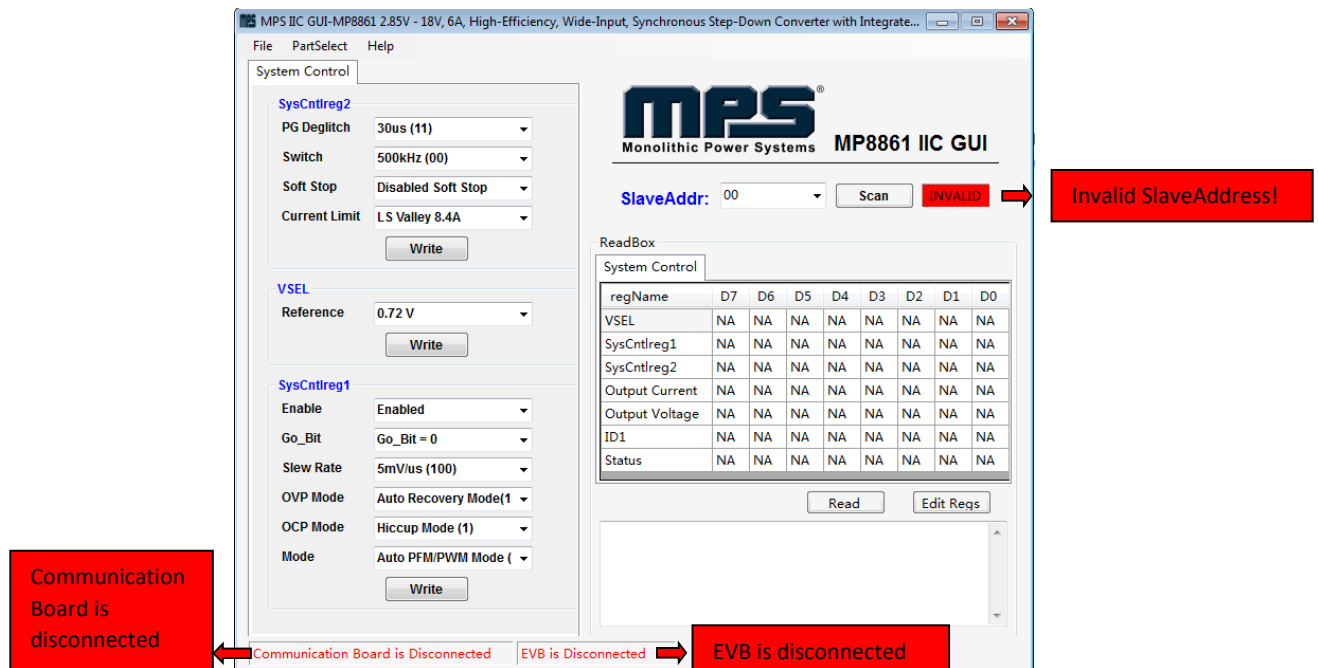 MPS IIC GUI-MP8861 2.85V - 18V, 6A, High-Efficiency, Wide-Input, Synchronous Step-Down Converter with Integrate...
File PartSelect Help
System Control
SysCntlreg2
PG Deglitch 30us (11)
Switch 500kHz (00)
Soft Stop Disabled Soft Stop
Current Limit LS Valley 8.4A
Write
VSEL
Reference 0.72 V
Write
SysCntlreg1
Enable Enabled
Go_Bit Go_Bit = 0
Slew Rate 5mV/us (100)
OVP Mode Auto Recovery Mode(1
OCP Mode Hiccup Mode (1)
Mode Auto PFM/PWM Mode (
Write
mps®
Monolithic Power Systems MP8861 IIC GUI
SlaveAddr: 00 Scan INVALID
Invalid SlaveAddress!
ReadBox
System Control
regName D7 D6 D5 D4 D3 D2 D1 D0
VSEL NA NA NA NA NA NA NA NA
SysCntlreg1 NA NA NA NA NA NA NA NA
SysCntlreg2 NA NA NA NA NA NA NA NA
Output Current NA NA NA NA NA NA NA NA
Output Voltage NA NA NA NA NA NA NA NA
ID1 NA NA NA NA NA NA NA NA
Status NA NA NA NA NA NA NA NA
Read Edit Regs
Communication
Board is
disconnected
Communication Board is Disconnected EVB is Disconnected
EVB is disconnected